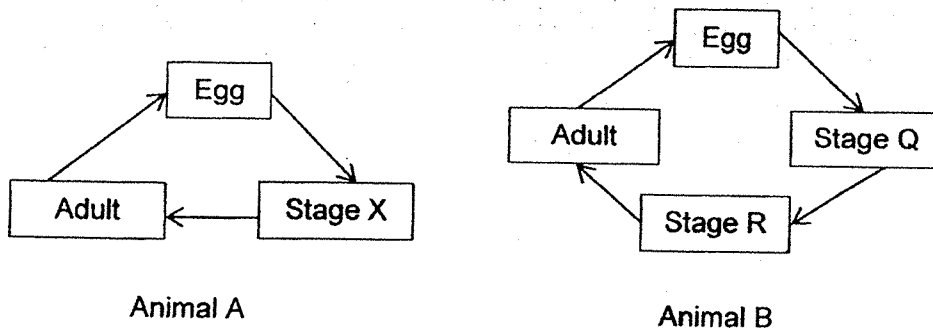 Egg
Adult
Stage X
Animal A
Egg
Adult
Stage Q
Stage R
Animal B